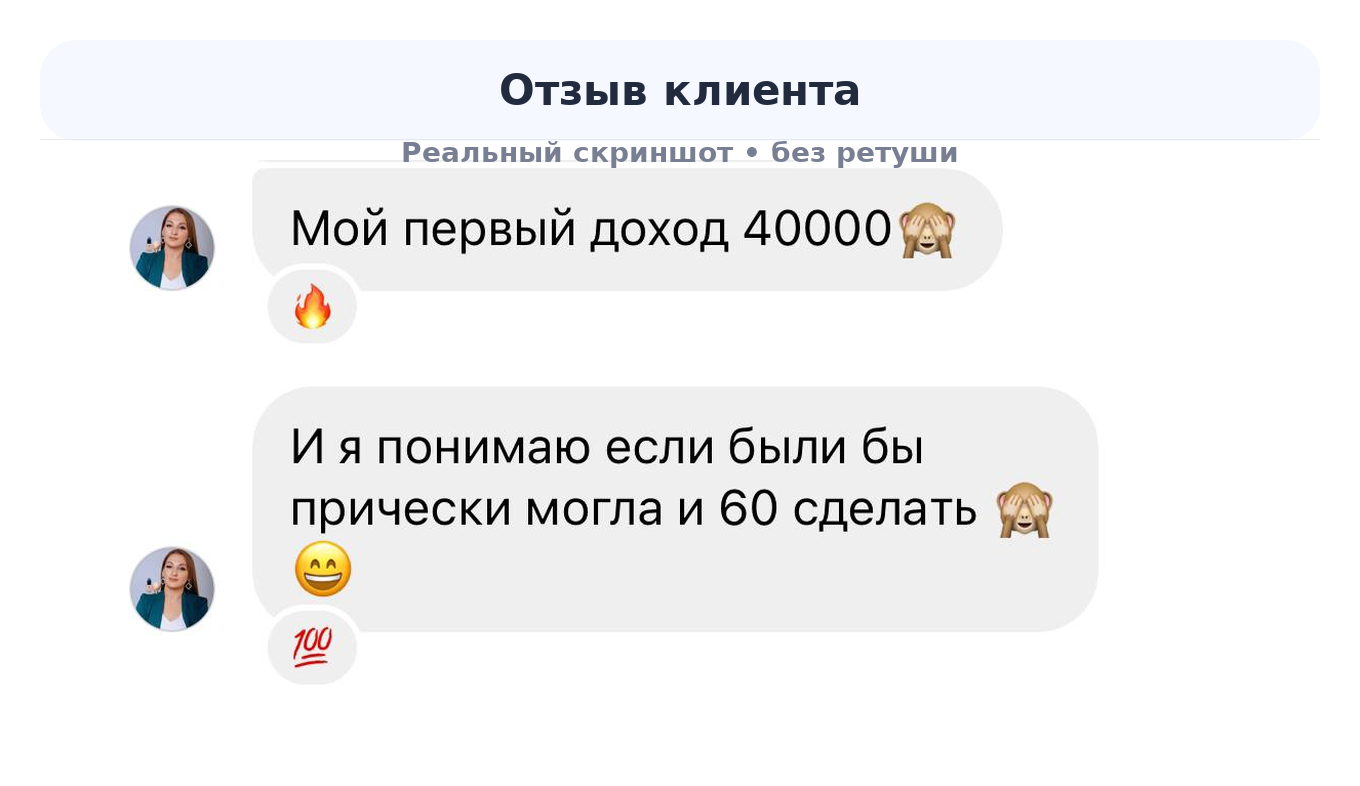 Отзыв клиента
Реальный скриншот • без ретуши
Мой первый доход 40000🙈
🔥
И я понимаю если были бы
прически могла и 60 сделать 🙈
😄
💯